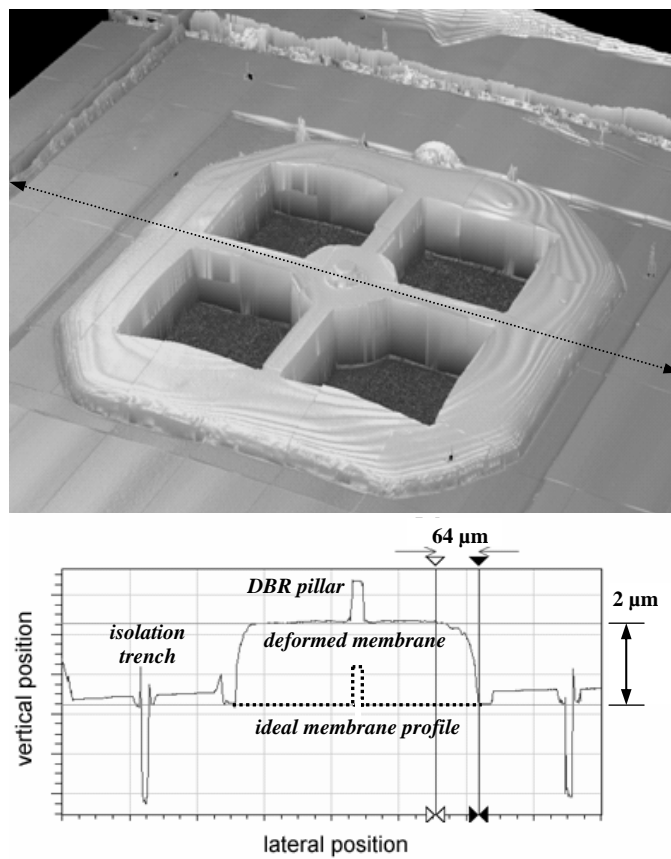 64 µm
DBR pillar
2 µm
isolation
trench
deformed membrane
ideal membrane profile
vertical position
lateral position